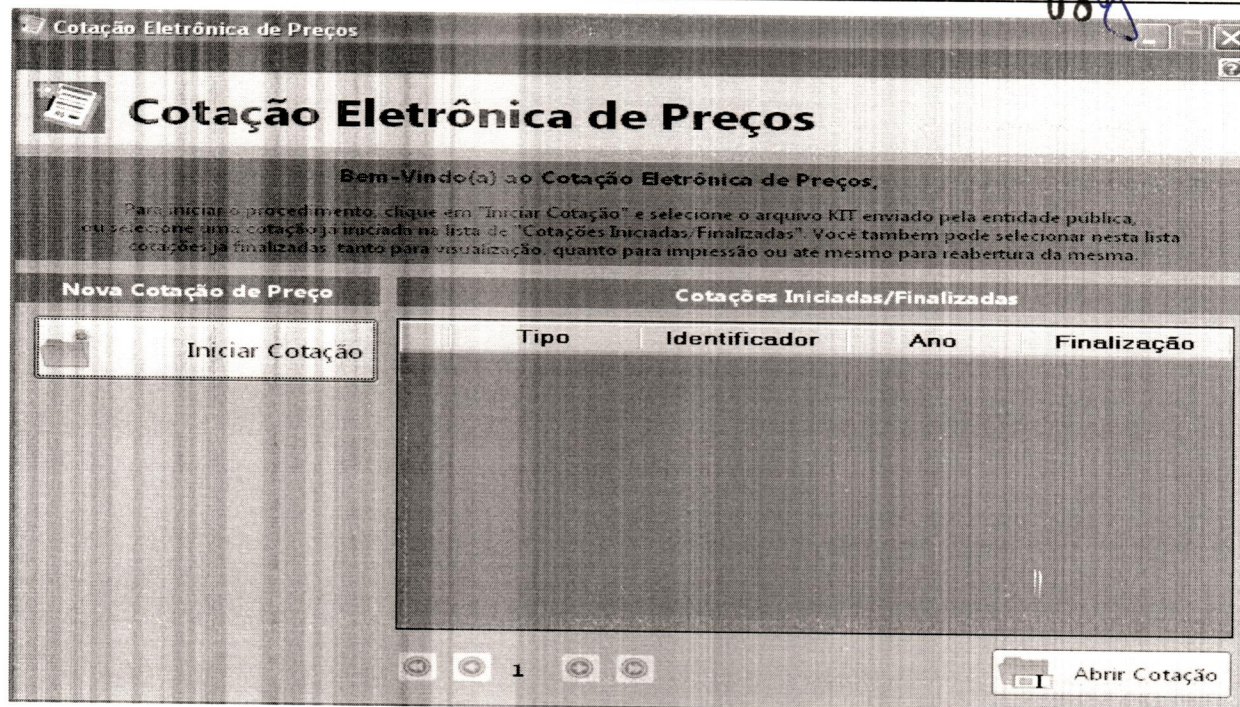 Cotação Eletrônica de Preços
Cotação Eletrônica de Preços
Bem-Vindo(a) ao Cotação Eletrônica de Preços,
Para iniciar o procedimento, clique em "Iniciar Cotação" e selecione o arquivo KIT enviado pela entidade pública,
ou selecione uma cotação já iniciada na lista de "Cotações Iniciadas/Finalizadas". Você também pode selecionar nesta lista
cotações já finalizadas, tanto para visualização, quanto para impressão ou até mesmo para reabertura da mesma.
Nova Cotação de Preço
Iniciar Cotação
Cotações Iniciadas/Finalizadas
Tipo Identificador Ano Finalização
1
Abrir Cotação